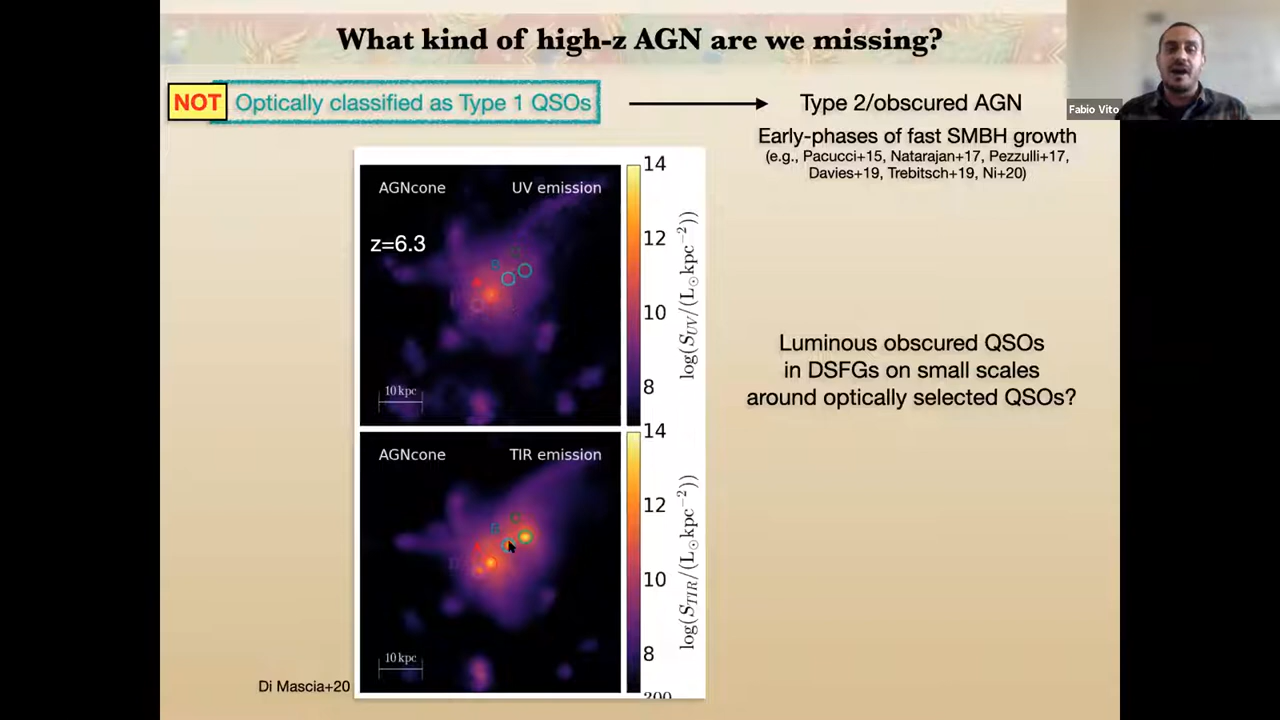 What kind of high-z AGN are we missing?
NOT Optically classified as Type 1 QSOs
Type 2/obscured AGN
Early-phases of fast SMBH growth
(e.g., Pacucci+15, Natarajan+17, Pezzulli+17,
Davies+19, Trebitsch+19, Ni+20)
Fabio Vito
AGNcone UV emission
z=6.3
10 kpc
14
12
10
8
log(S_UV/(L⊙kpc⁻²))
Luminous obscured QSOs
in DSFGs on small scales
around optically selected QSOs?
AGNcone TIR emission
10 kpc
14
12
10
8
log(S_TIR/(L⊙kpc⁻²))
Di Mascia+20